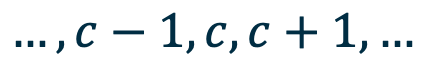 …, c − 1, c, c + 1, …